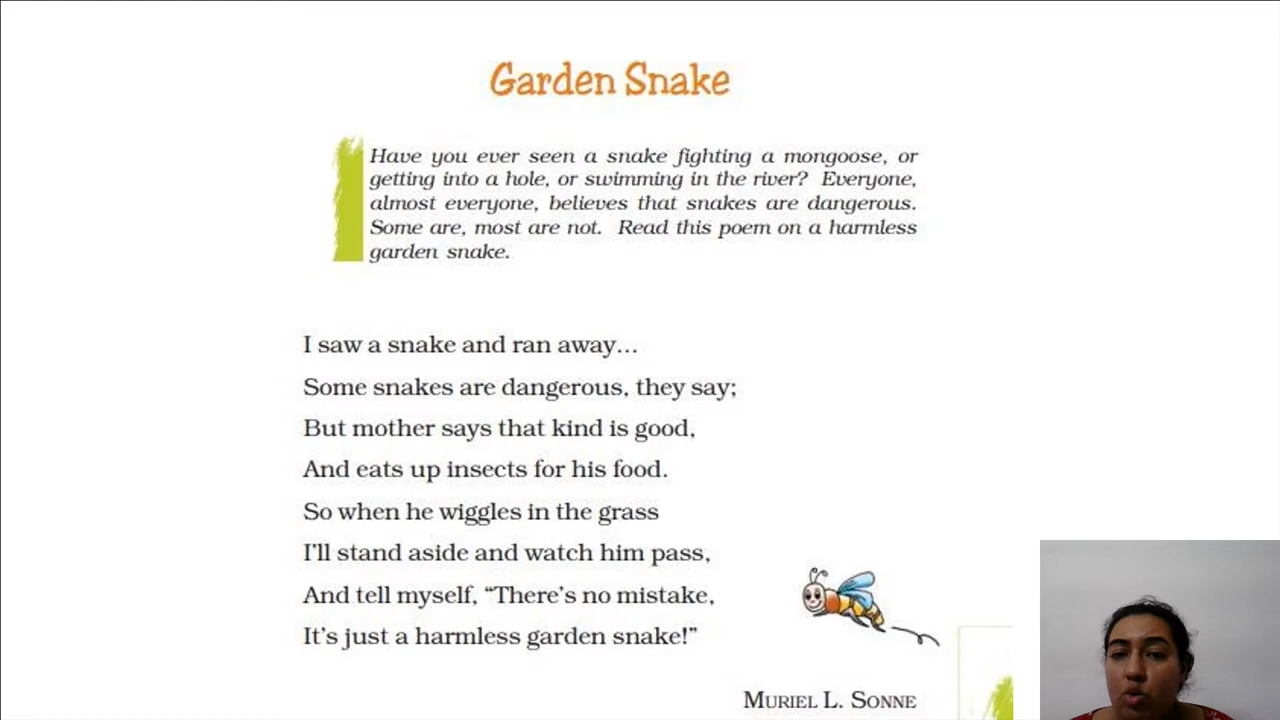 Garden Snake
Have you ever seen a snake fighting a mongoose, or
getting into a hole, or swimming in the river? Everyone,
almost everyone, believes that snakes are dangerous.
Some are, most are not. Read this poem on a harmless
garden snake.
I saw a snake and ran away...
Some snakes are dangerous, they say;
But mother says that kind is good,
And eats up insects for his food.
So when he wiggles in the grass
I'll stand aside and watch him pass,
And tell myself, “There's no mistake,
It's just a harmless garden snake!”
MURIEL L. SONNE